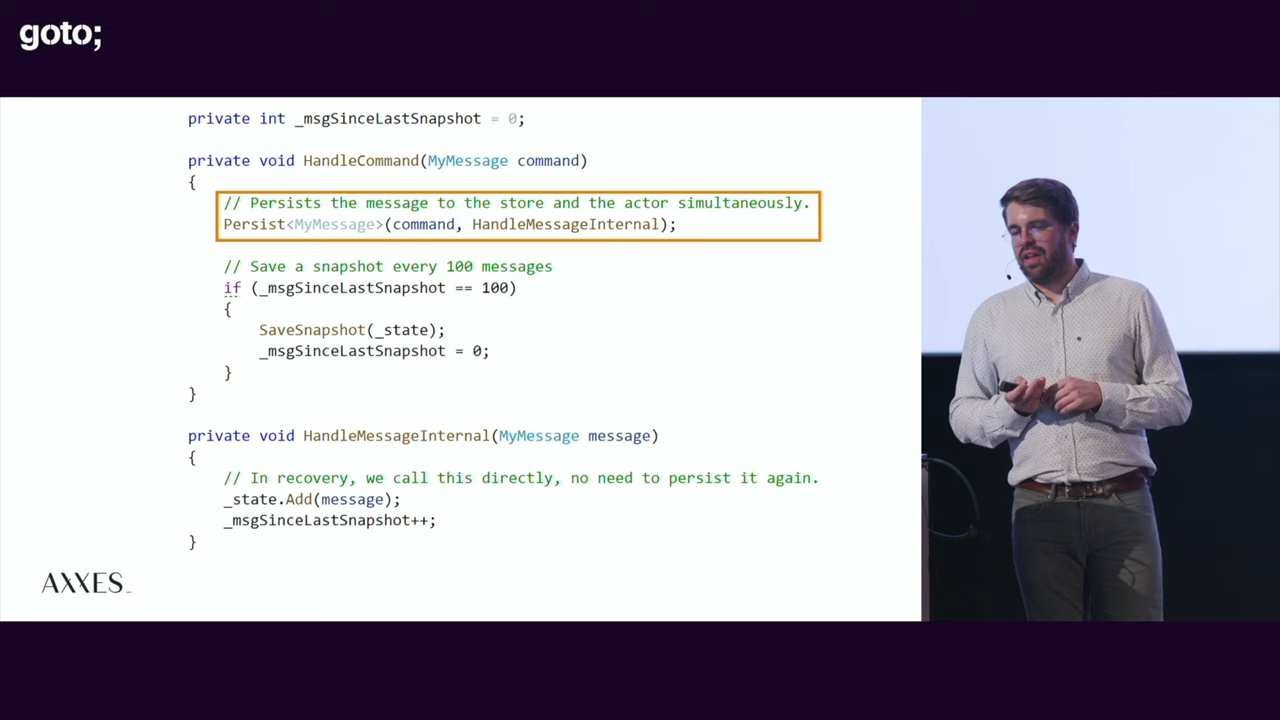 goto;
private int _msgSinceLastSnapshot = 0;
private void HandleCommand(MyMessage command)
{
// Persists the message to the store and the actor simultaneously.
Persist<MyMessage>(command, HandleMessageInternal);
// Save a snapshot every 100 messages
if (_msgSinceLastSnapshot == 100)
{
SaveSnapshot(_state);
_msgSinceLastSnapshot = 0;
}
}
private void HandleMessageInternal(MyMessage message)
{
// In recovery, we call this directly, no need to persist it again.
_state.Add(message);
_msgSinceLastSnapshot++;
}
AXXES_